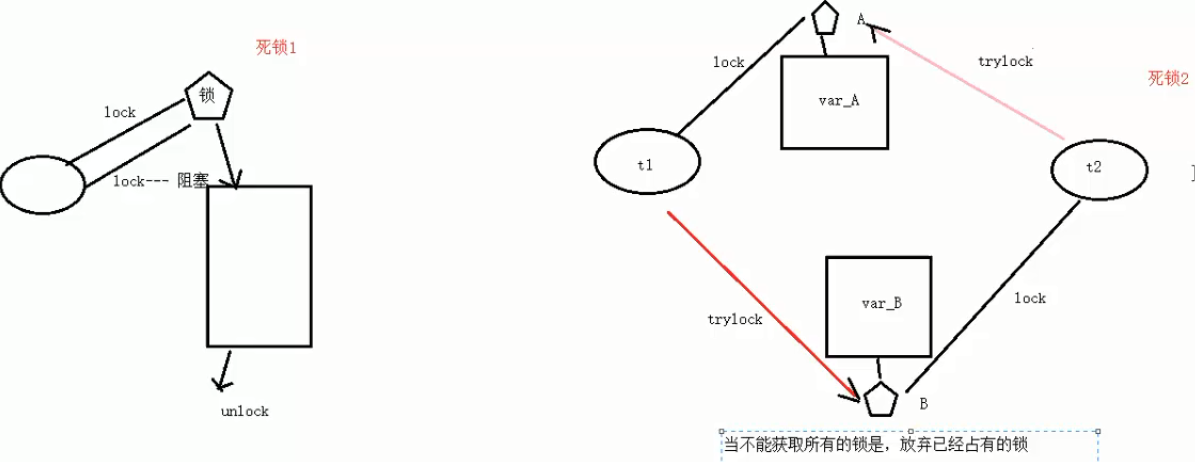 死锁1
锁
lock
lock--- 阻塞
unlock
A
lock
trylock
死锁2
var_A
t1
t2
var_B
lock
trylock
B
当不能获取所有的锁是，放弃已经占有的锁